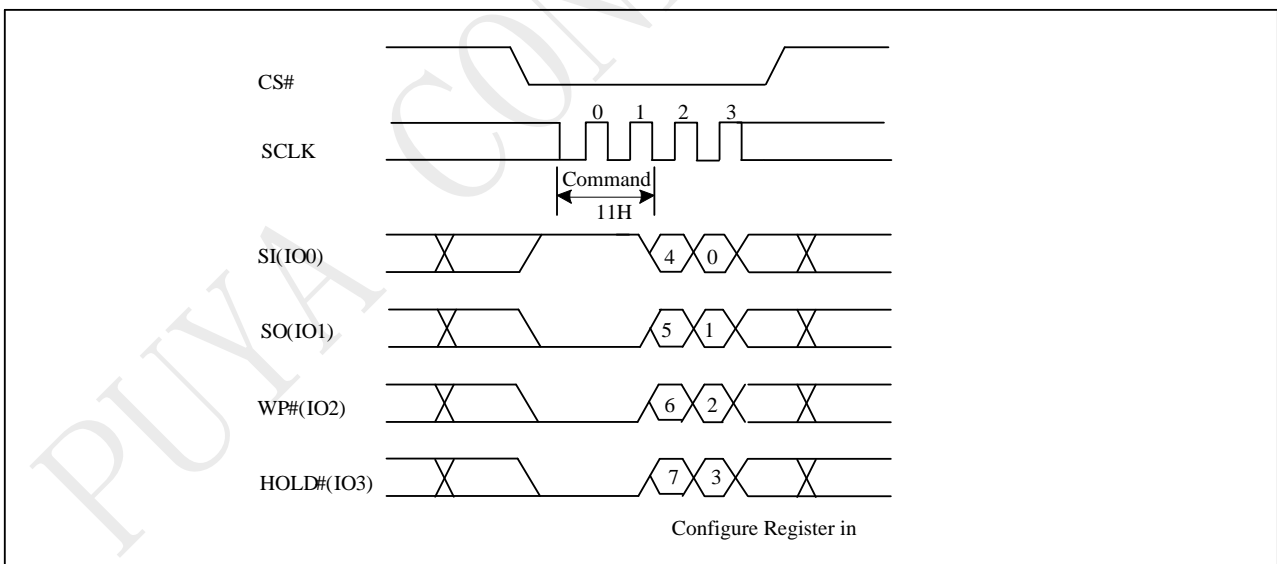 CS#
0 1 2 3
SCLK
Command
11H
SI(IO0) 4 0
SO(IO1) 5 1
WP#(IO2) 6 2
HOLD#(IO3) 7 3
Configure Register in
PUYA CON